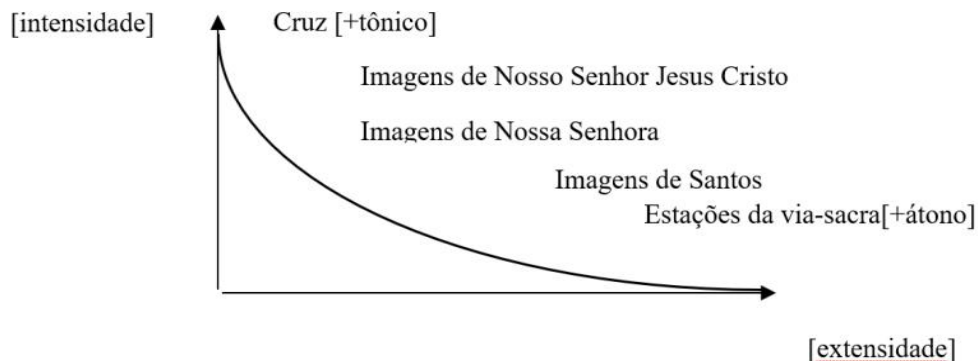 [intensidade]
Cruz [+tônico]
Imagens de Nosso Senhor Jesus Cristo
Imagens de Nossa Senhora
Imagens de Santos
Estações da via-sacra[+átono]
[extensidade]